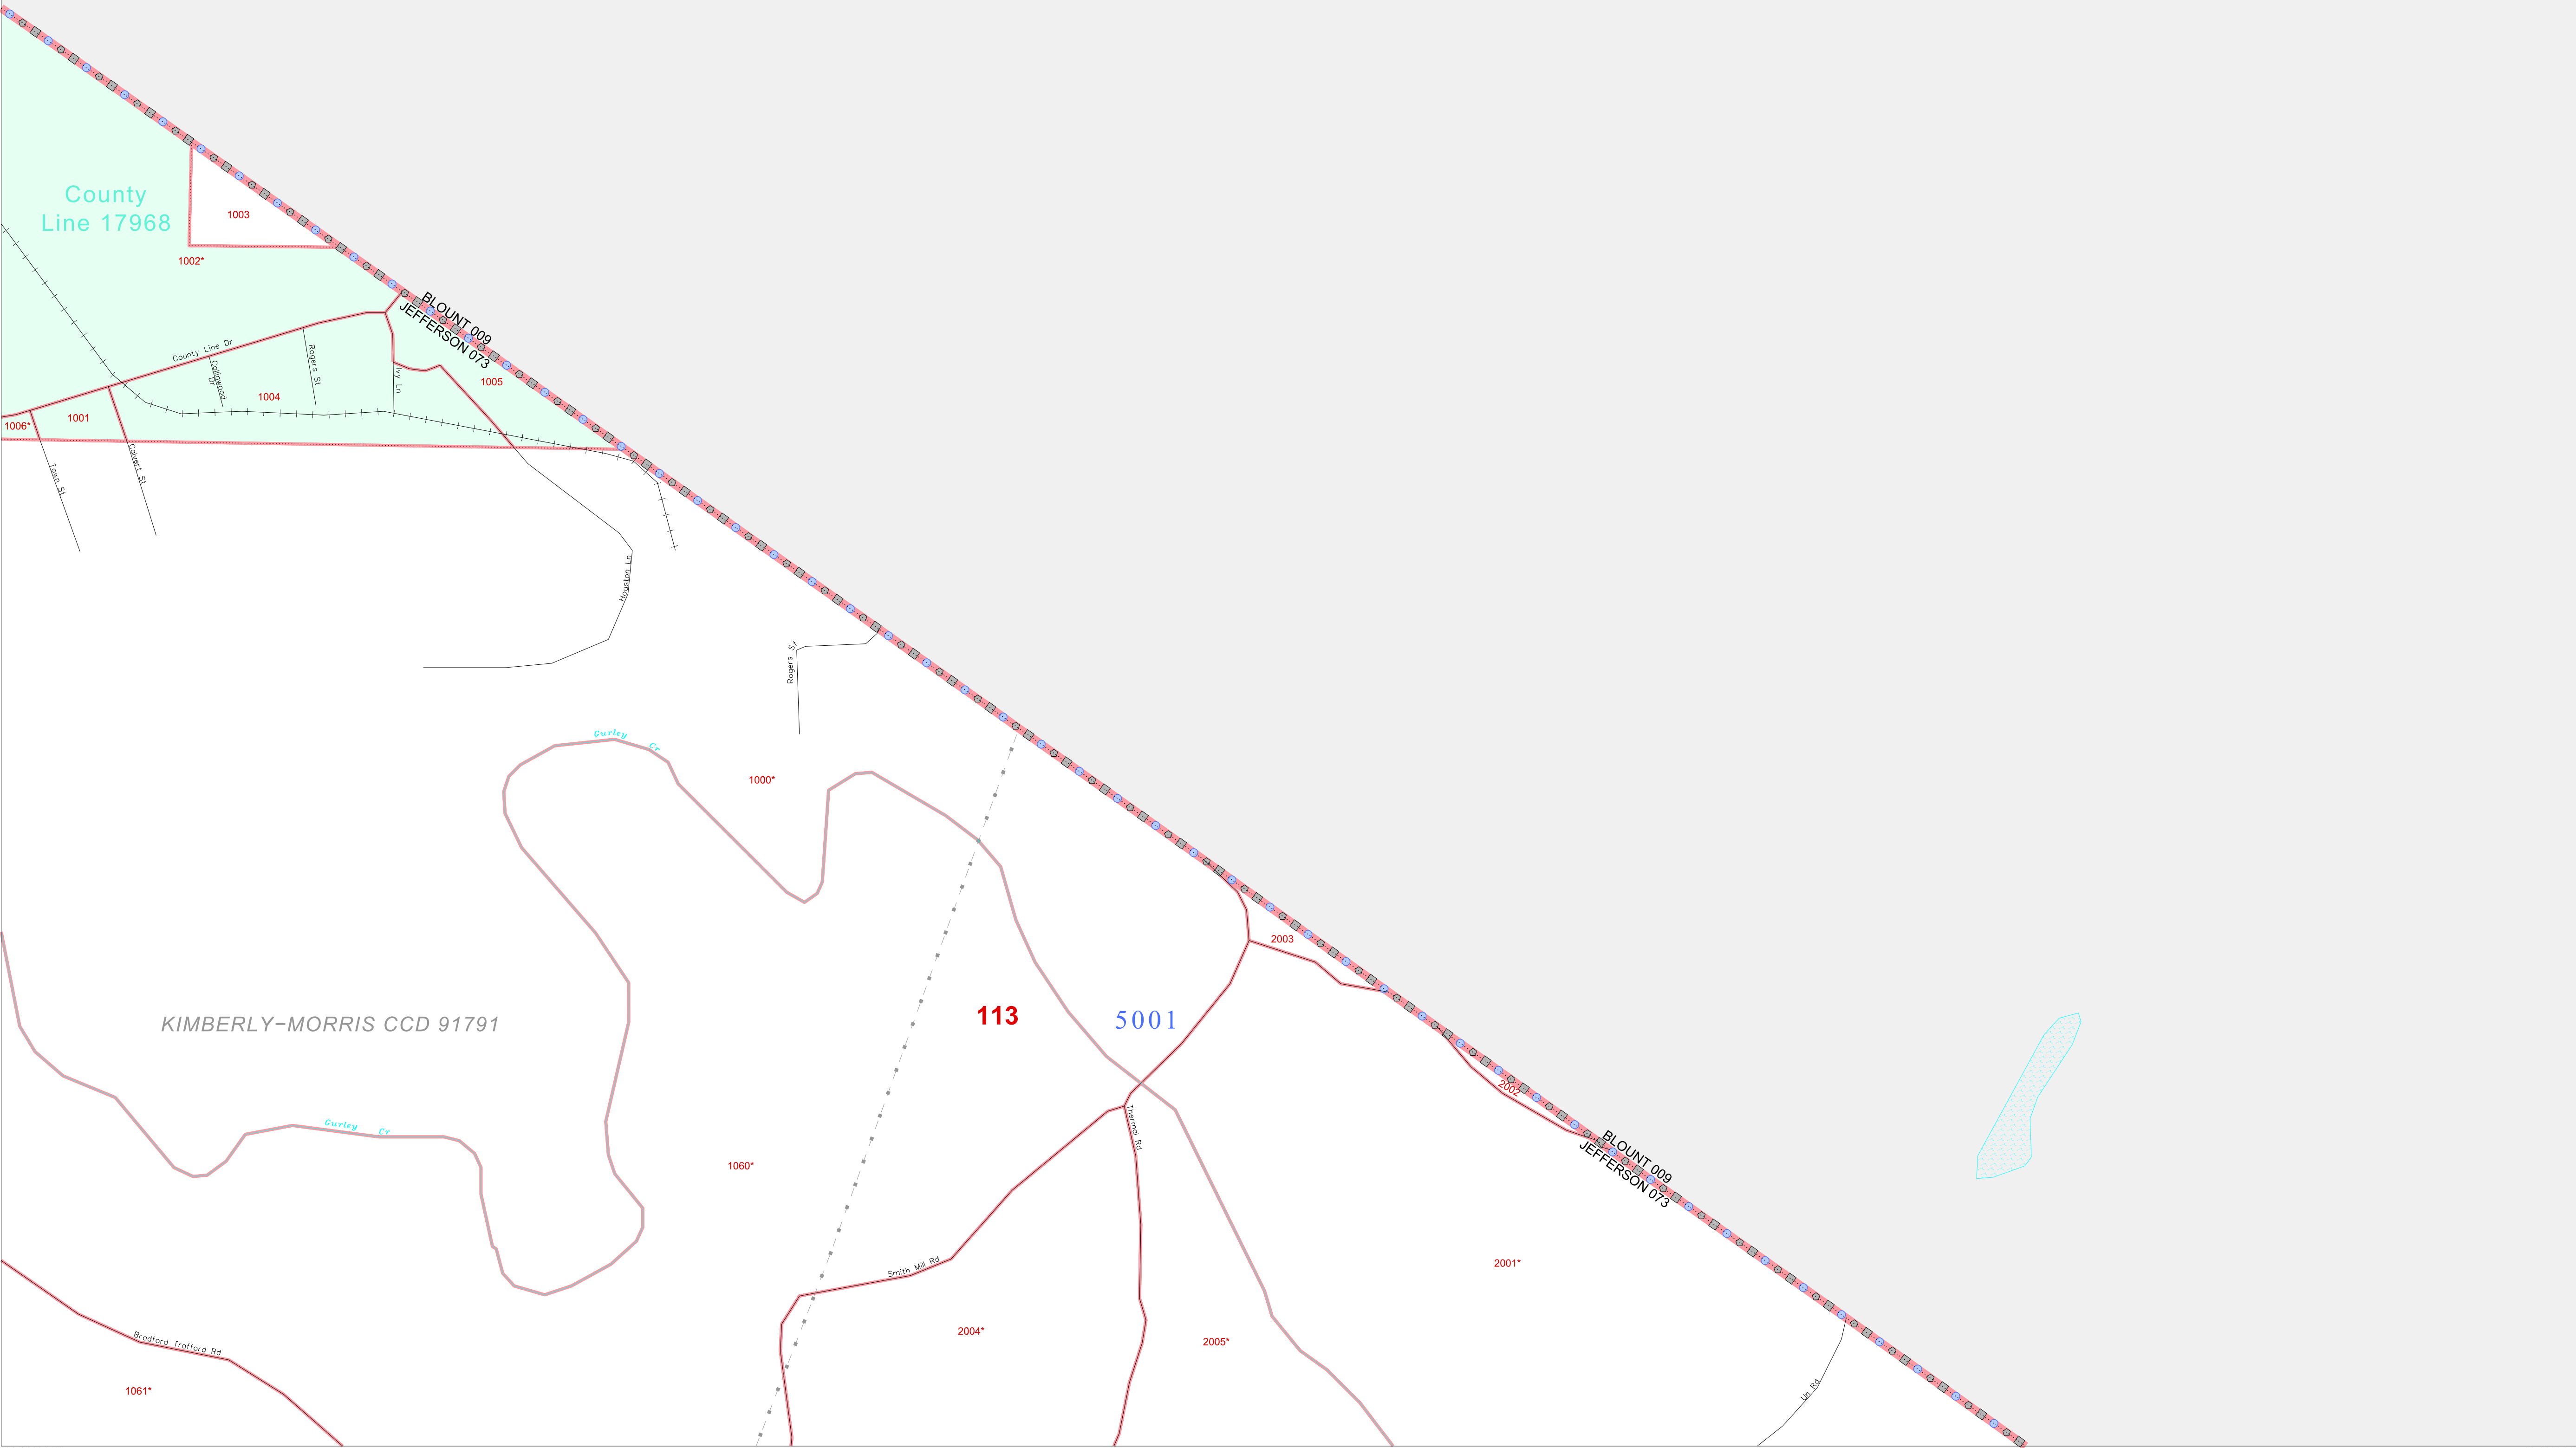 County
Line 17968
1003
1002*
BLOUNT 009
JEFFERSON 073
County Line Dr
Collinwood
Dr
Rogers St
Ivy Ln
1005
1004
1001
1006*
Town St
Calvert St
Houston Ln
Rogers St
Gurley Cr
1000*
2003
113
5001
KIMBERLY-MORRIS CCD 91791
2002
Thermal Rd
Gurley Cr
BLOUNT 009
JEFFERSON 073
1060*
Smith Mill Rd
2001*
2004*
2005*
Bradford Trafford Rd
1061*
Un Rd